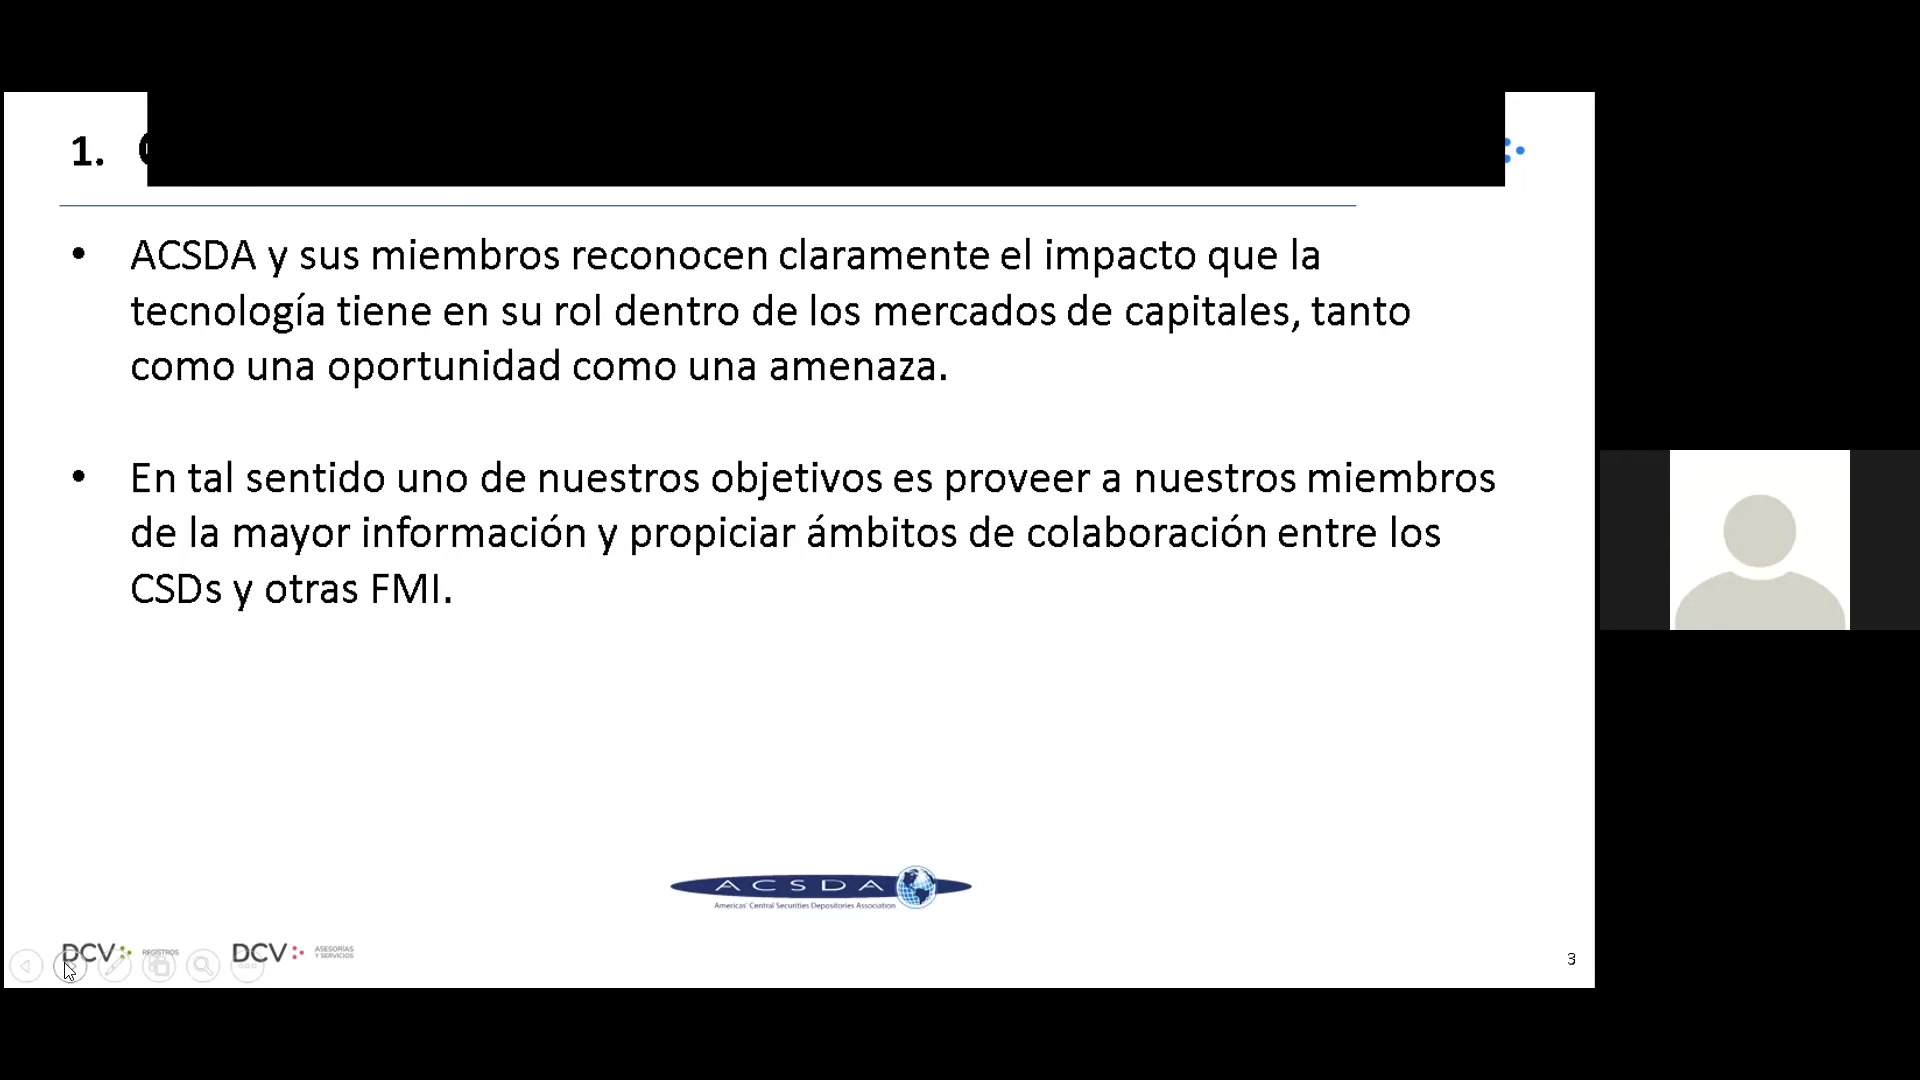 1.
ACSDA y sus miembros reconocen claramente el impacto que la
tecnología tiene en su rol dentro de los mercados de capitales, tanto
como una oportunidad como una amenaza.
En tal sentido uno de nuestros objetivos es proveer a nuestros miembros
de la mayor información y propiciar ámbitos de colaboración entre los
CSDs y otras FMI.
ACSDA
Americas' Central Securities Depositories Association
DCV REGISTROS
DCV ASESORÍAS
Y SERVICIOS
3